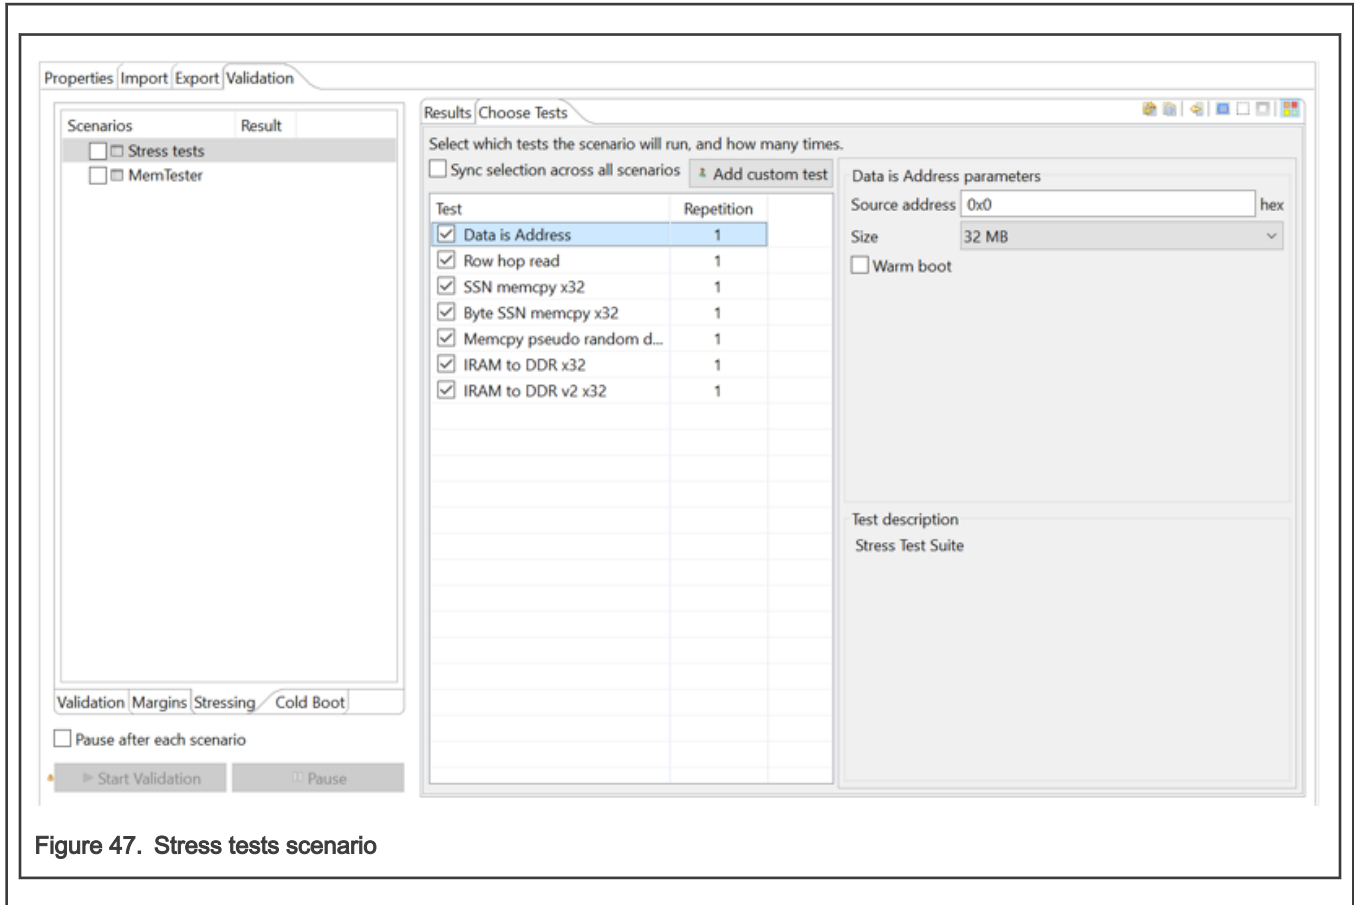 Properties Import Export Validation
Scenarios Result
Stress tests
MemTester
Validation Margins Stressing Cold Boot
Pause after each scenario
Start Validation Pause
Results Choose Tests
Select which tests the scenario will run, and how many times.
Sync selection across all scenarios Add custom test
Test Repetition
Data is Address 1
Row hop read 1
SSN memcpy x32 1
Byte SSN memcpy x32 1
Memcpy pseudo random d... 1
IRAM to DDR x32 1
IRAM to DDR v2 x32 1
Data is Address parameters
Source address 0x0 hex
Size 32 MB
Warm boot
Test description
Stress Test Suite
Figure 47. Stress tests scenario